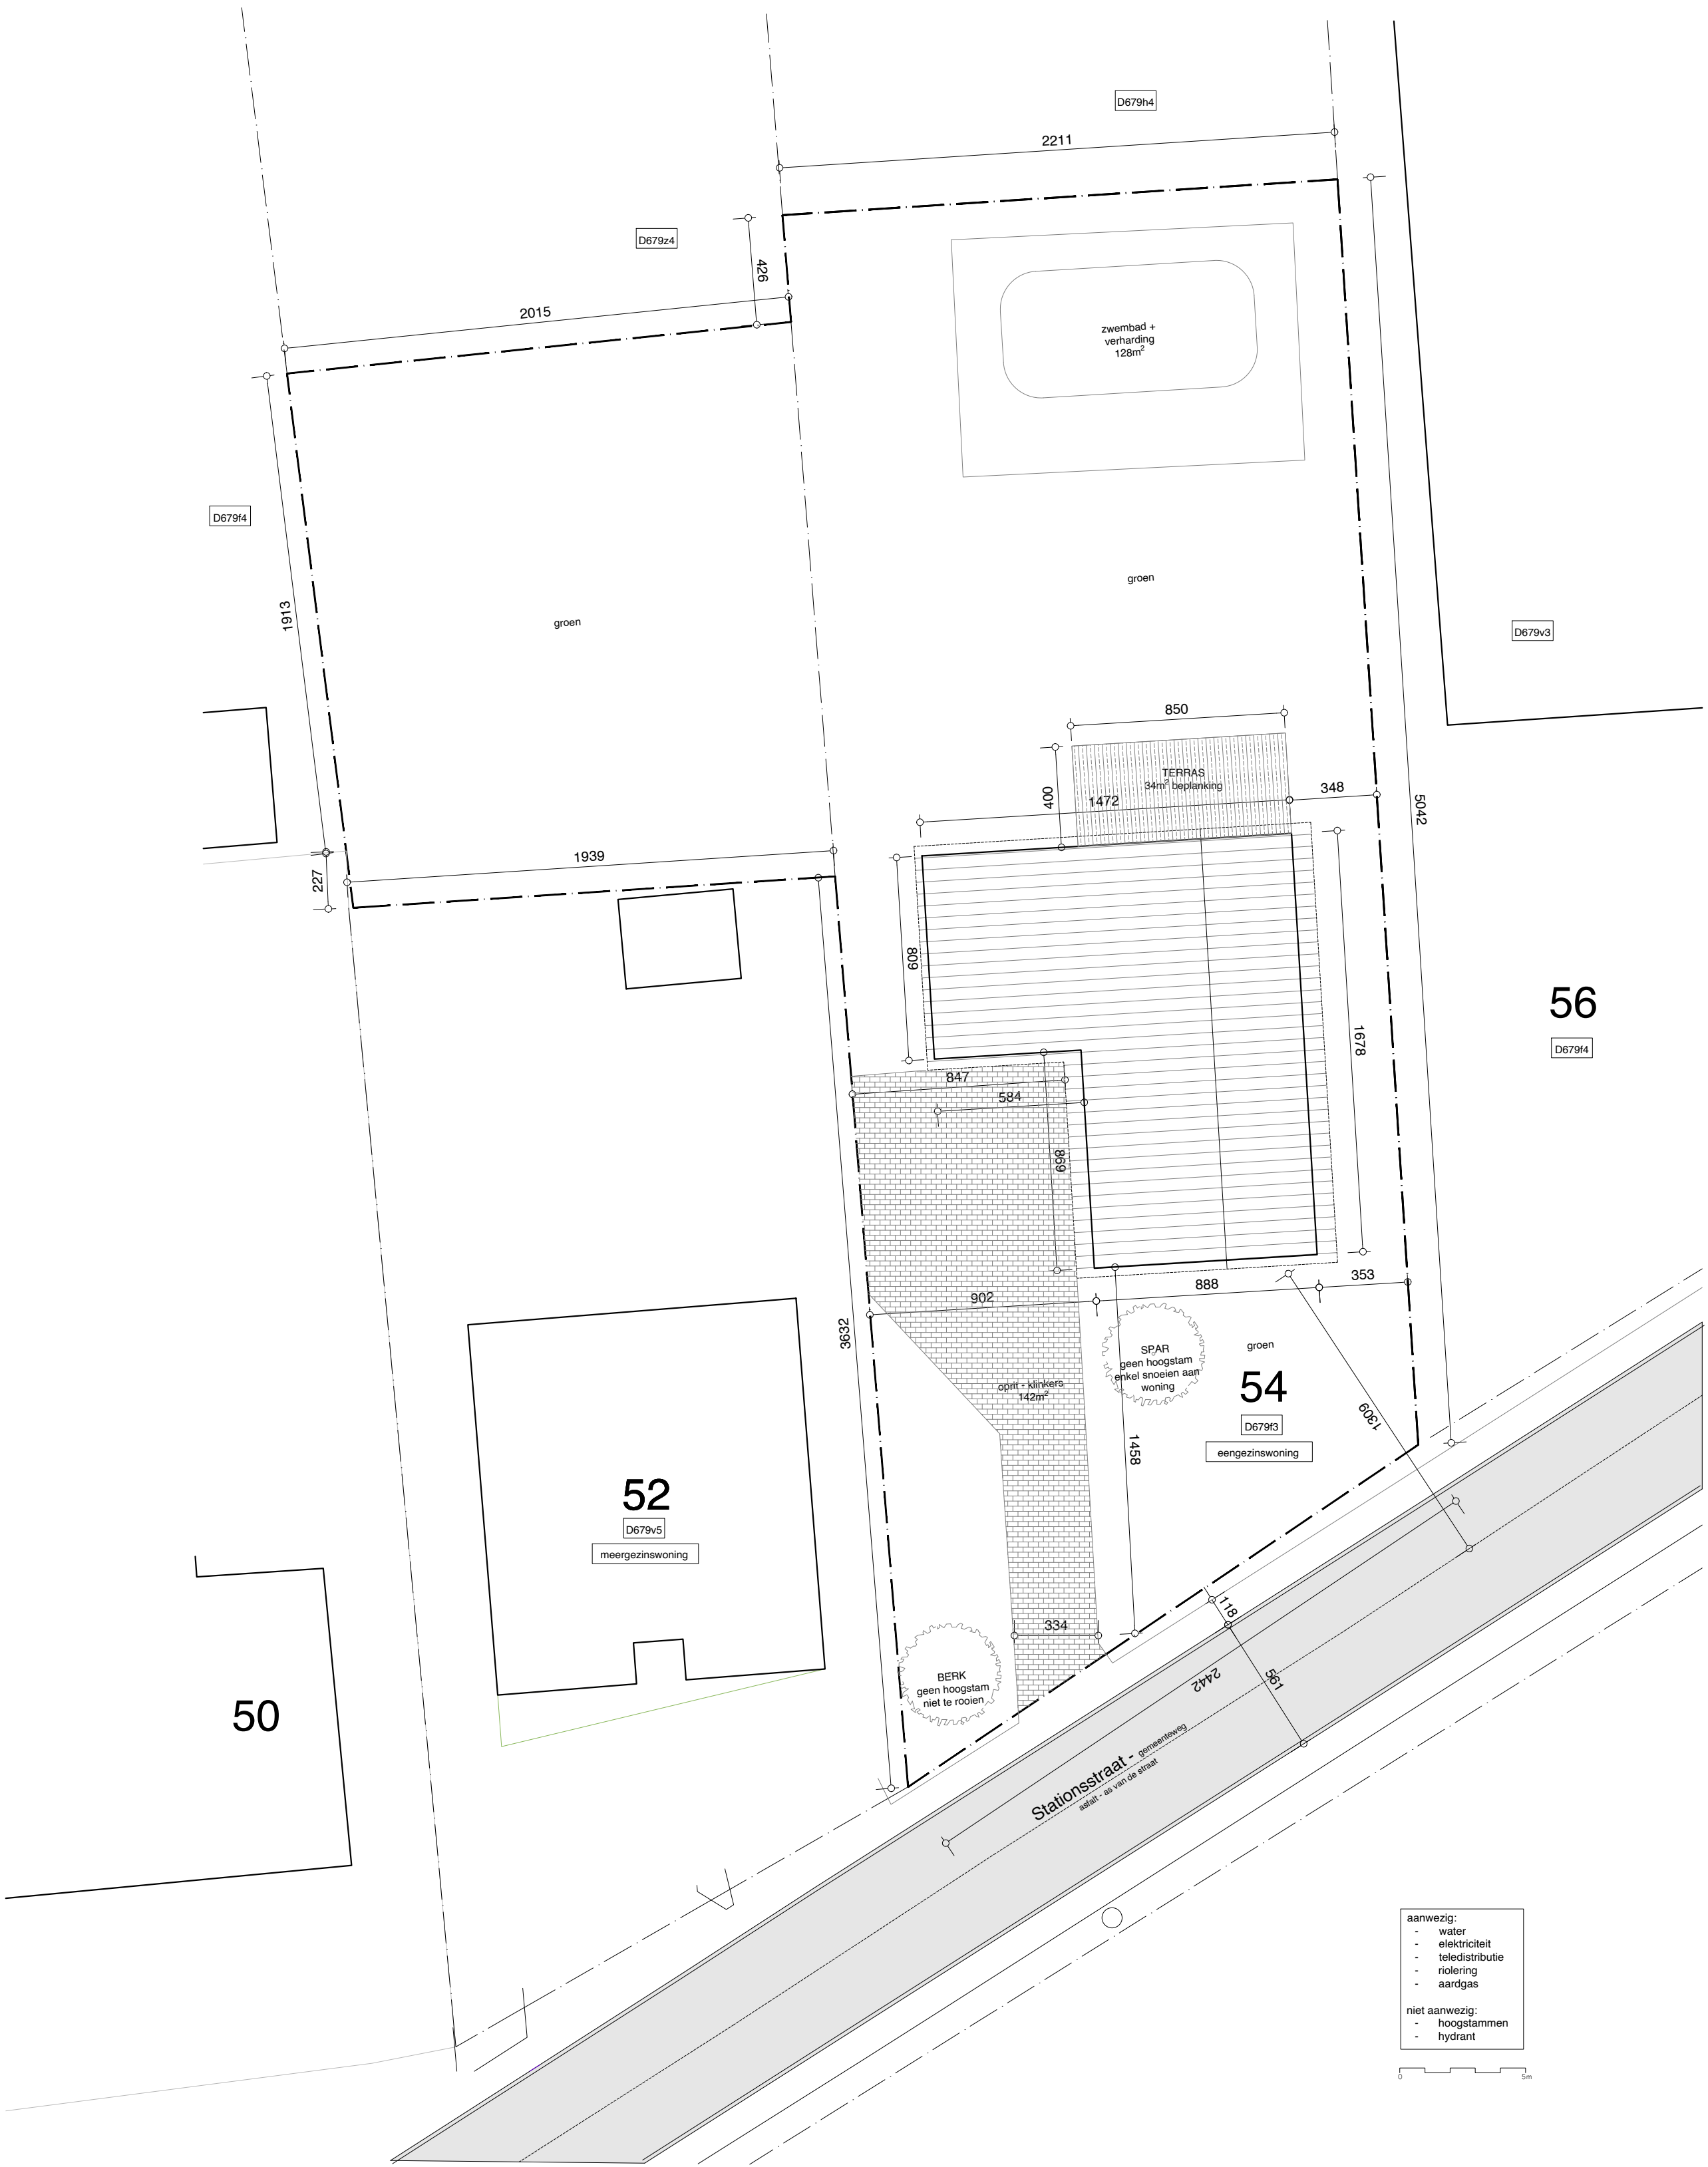 D679h4
2211
D679z4
426
2015
zwembad +
verharding
128m²
D679f4
1913
groen
groen
D679v3
850
TERRAS
34m² beplanking
400
1472
348
5042
1939
227
809
56
D679f4
1678
847
584
869
902
888
353
3632
SPAR
geen hoogstam
enkel snoeien aan
woning
groen
54
D679f3
eengezinswoning
oprit - klinkers
142m²
1309
1458
52
D679v5
meergezinswoning
118
334
BERK
geen hoogstam
niet te rooien
2442
561
50
Stationsstraat - gemeenteweg
asfalt - as van de straat
aanwezig:
- water
- elektriciteit
- teledistributie
- riolering
- aardgas
niet aanwezig:
- hoogstammen
- hydrant
0 5m